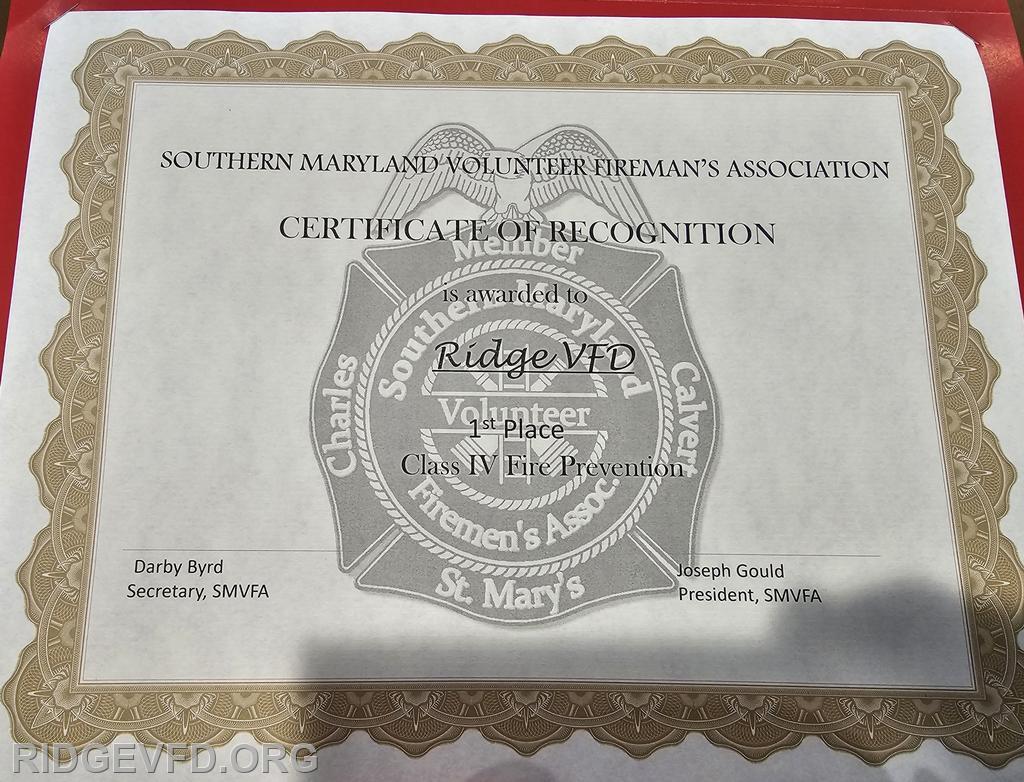 SOUTHERN MARYLAND VOLUNTEER FIREMAN'S ASSOCIATION
CERTIFICATE OF RECOGNITION
Member
is awarded to
Southern Maryland
Ridge VFD
Charles
Calvert
Volunteer
1st Place
Class IV Fire Prevention
Firemen's Assoc.
St. Mary's
Darby Byrd
Secretary, SMVFA
Joseph Gould
President, SMVFA
RIDGEVFD.ORG